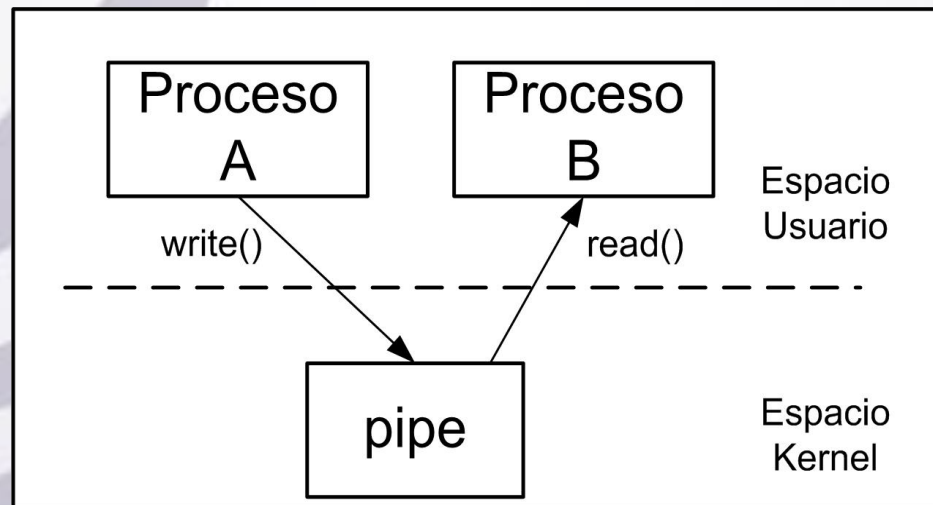 Proceso
A
Proceso
B
Espacio
Usuario
write()
read()
pipe
Espacio
Kernel